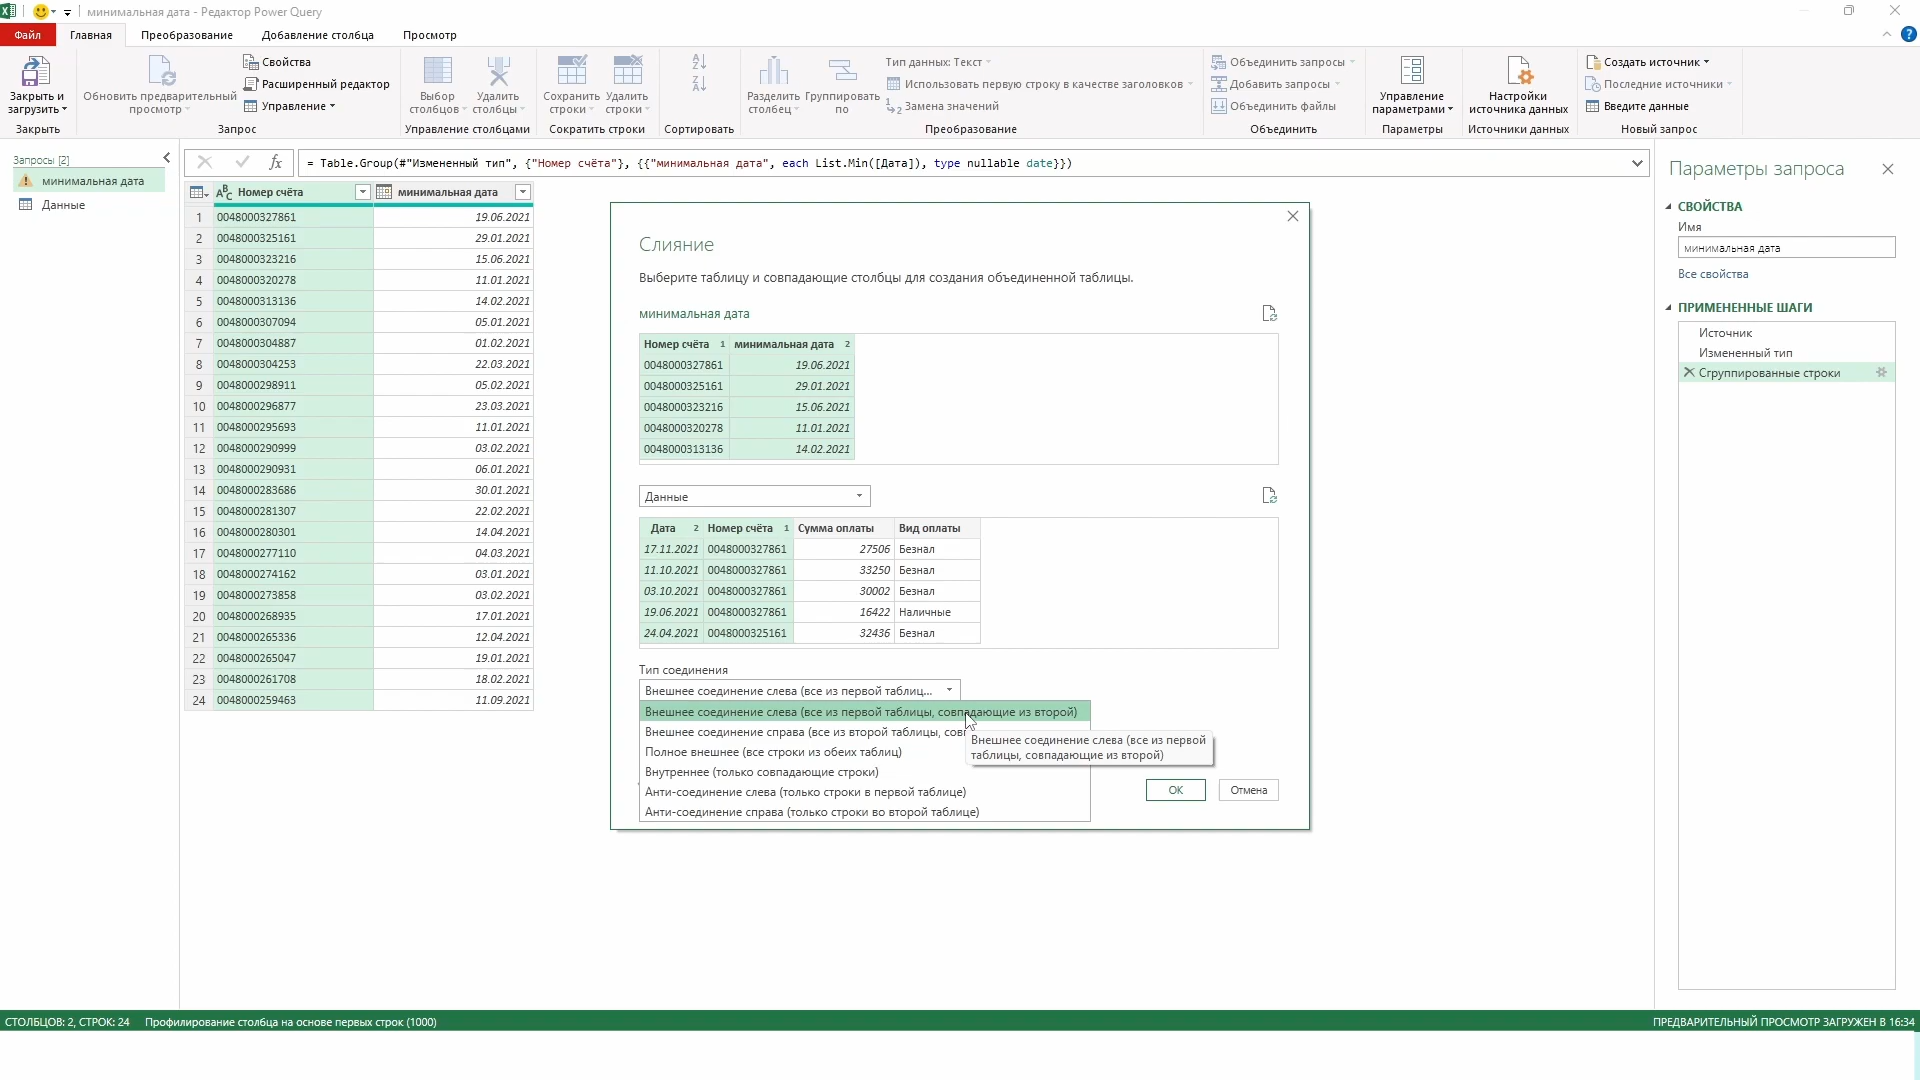 минимальная дата - Редактор Power Query
Файл
Главная
Преобразование
Добавление столбца
Просмотр
?
Закрыть и
загрузить
Закрыть
Обновить предварительный
просмотр
Свойства
Расширенный редактор
Управление
Запрос
Выбор
столбцов
Удалить
столбцы
Управление столбцами
Сохранить
строки
Удалить
строки
Сократить строки
Сортировать
Разделить
столбец
Группировать
по
Тип данных: Текст
Использовать первую строку в качестве заголовков
Замена значений
Преобразование
Объединить запросы
Добавить запросы
Объединить файлы
Объединить
Управление
параметрами
Параметры
Настройки
источника данных
Источники данных
Создать источник
Последние источники
Введите данные
Новый запрос
Запросы [2]
минимальная дата
Данные
fx
= Table.Group(#"Измененный тип", {"Номер счёта"}, {{"минимальная дата", each List.Min([Дата]), type nullable date}})
Номер счёта минимальная дата
1 0048000327861 19.06.2021
2 0048000325161 29.01.2021
3 0048000323216 15.06.2021
4 0048000320278 11.01.2021
5 0048000313136 14.02.2021
6 0048000307094 05.01.2021
7 0048000304887 01.02.2021
8 0048000304253 22.03.2021
9 0048000298911 05.02.2021
10 0048000296877 23.03.2021
11 0048000295693 11.01.2021
12 0048000290999 03.02.2021
13 0048000290931 06.01.2021
14 0048000283686 30.01.2021
15 0048000281307 22.02.2021
16 0048000280301 14.04.2021
17 0048000277110 04.03.2021
18 0048000274162 03.01.2021
19 0048000273858 03.02.2021
20 0048000268935 17.01.2021
21 0048000265336 12.04.2021
22 0048000265047 19.01.2021
23 0048000261708 18.02.2021
24 0048000259463 11.09.2021
Слияние
Выберите таблицу и совпадающие столбцы для создания объединенной таблицы.
минимальная дата
Номер счёта 1 минимальная дата 2
0048000327861 19.06.2021
0048000325161 29.01.2021
0048000323216 15.06.2021
0048000320278 11.01.2021
0048000313136 14.02.2021
Данные
Дата 2 Номер счёта 1 Сумма оплаты Вид оплаты
17.11.2021 0048000327861 27506 Безнал
11.10.2021 0048000327861 33250 Безнал
03.10.2021 0048000327861 30002 Безнал
19.06.2021 0048000327861 16422 Наличные
24.04.2021 0048000325161 32436 Безнал
Тип соединения
Внешнее соединение слева (все из первой таблиц...
Внешнее соединение слева (все из первой таблицы, совпадающие из второй)
Внешнее соединение справа (все из второй таблицы, сов
Полное внешнее (все строки из обеих таблиц)
Внутреннее (только совпадающие строки)
Анти-соединение слева (только строки в первой таблице)
Анти-соединение справа (только строки во второй таблице)
Внешнее соединение слева (все из первой
таблицы, совпадающие из второй)
ОК
Отмена
Параметры запроса
СВОЙСТВА
Имя
минимальная дата
Все свойства
ПРИМЕНЕННЫЕ ШАГИ
Источник
Измененный тип
Сгруппированные строки
СТОЛБЦОВ: 2, СТРОК: 24 Профилирование столбца на основе первых строк (1000)
ПРЕДВАРИТЕЛЬНЫЙ ПРОСМОТР ЗАГРУЖЕН В 16:34